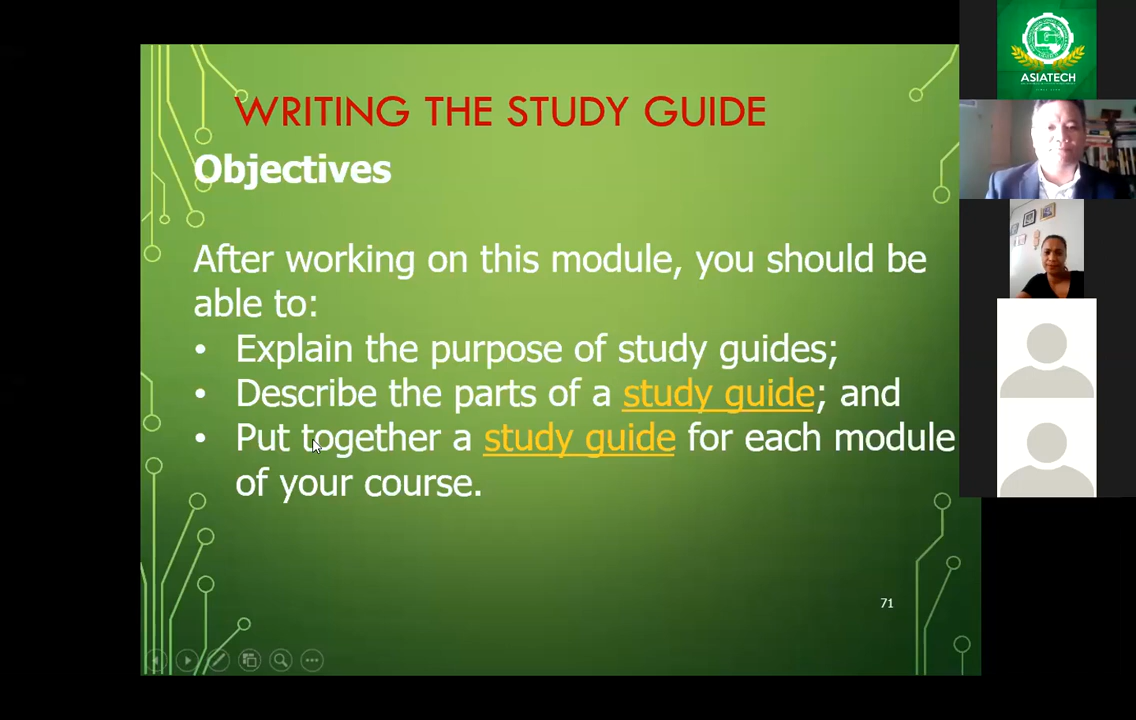 WRITING THE STUDY GUIDE
Objectives
After working on this module, you should be
able to:
• Explain the purpose of study guides;
• Describe the parts of a study guide; and
• Put together a study guide for each module
of your course.
71
ASIATECH